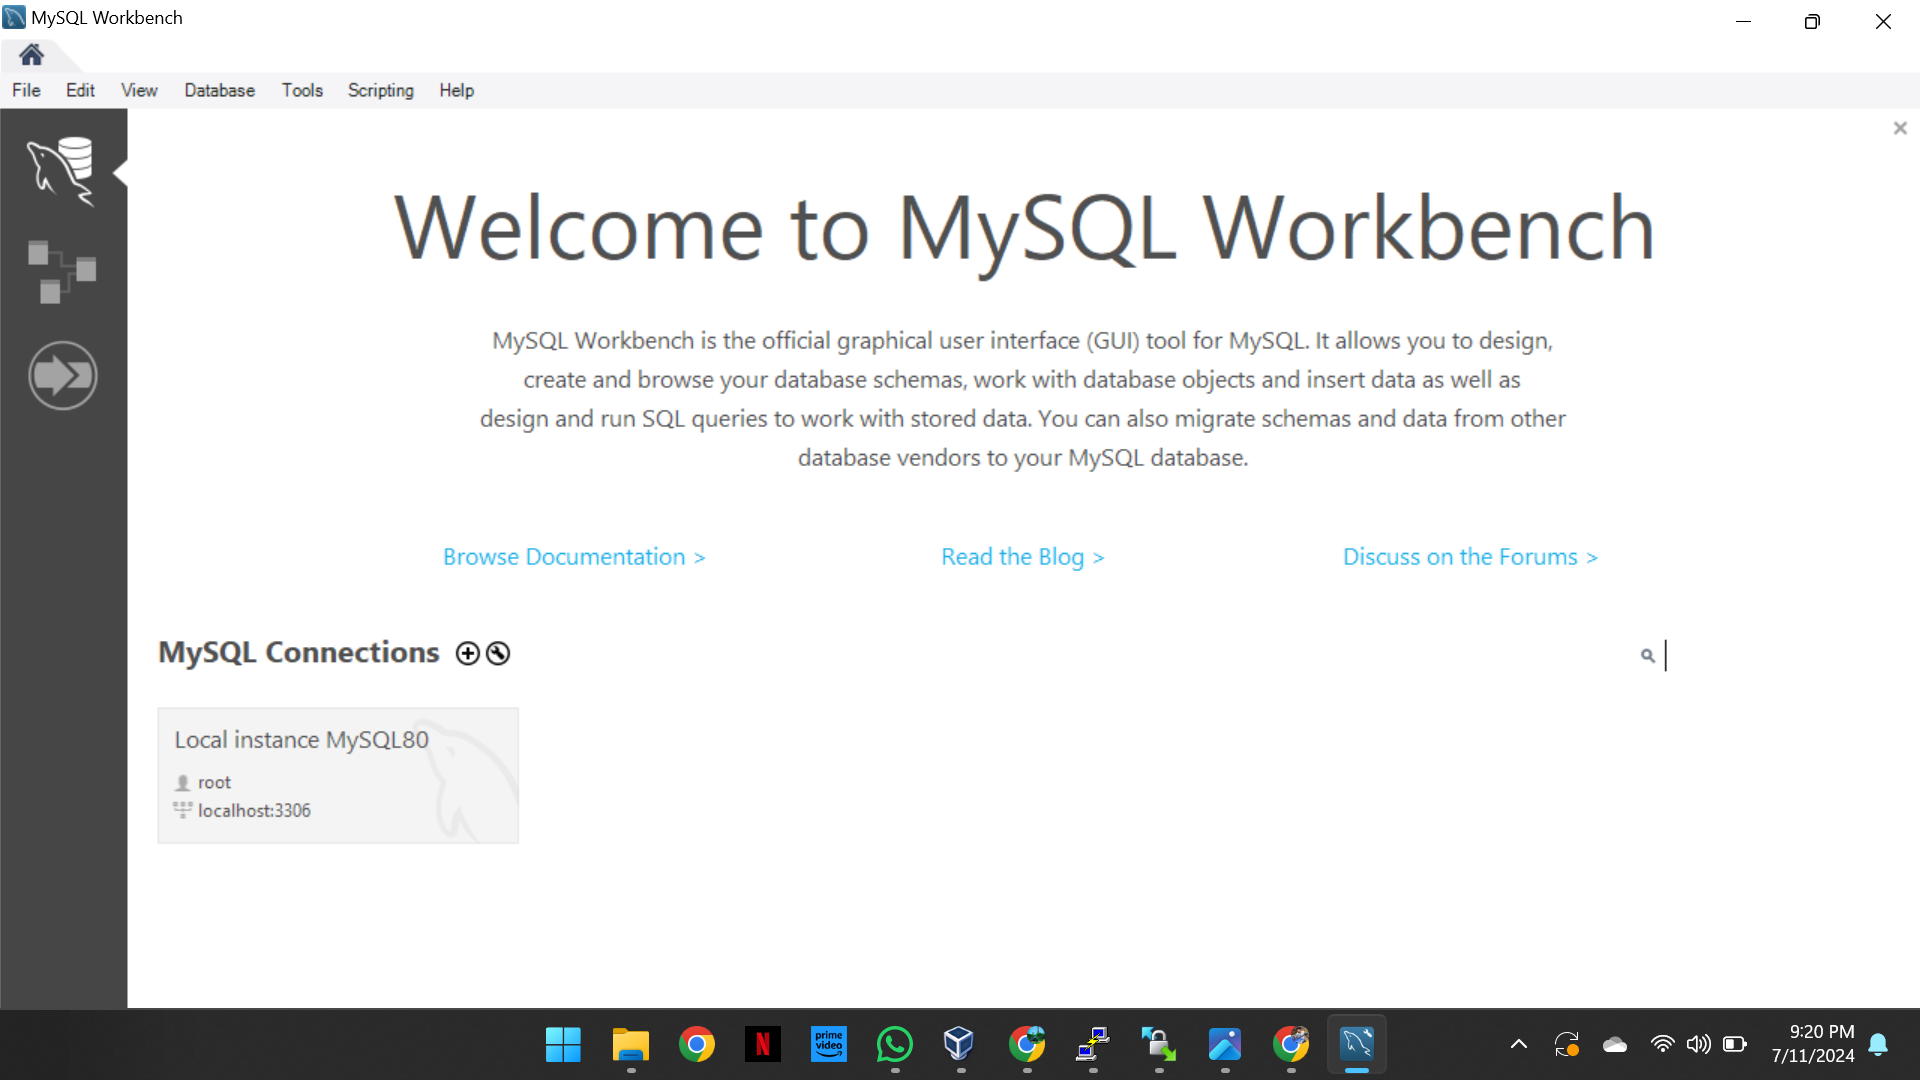 MySQL Workbench
File Edit View Database Tools Scripting Help
Welcome to MySQL Workbench
MySQL Workbench is the official graphical user interface (GUI) tool for MySQL. It allows you to design,
create and browse your database schemas, work with database objects and insert data as well as
design and run SQL queries to work with stored data. You can also migrate schemas and data from other
database vendors to your MySQL database.
Browse Documentation > Read the Blog > Discuss on the Forums >
MySQL Connections
Local instance MySQL80
root
localhost:3306
N
prime
video
9:20 PM
7/11/2024